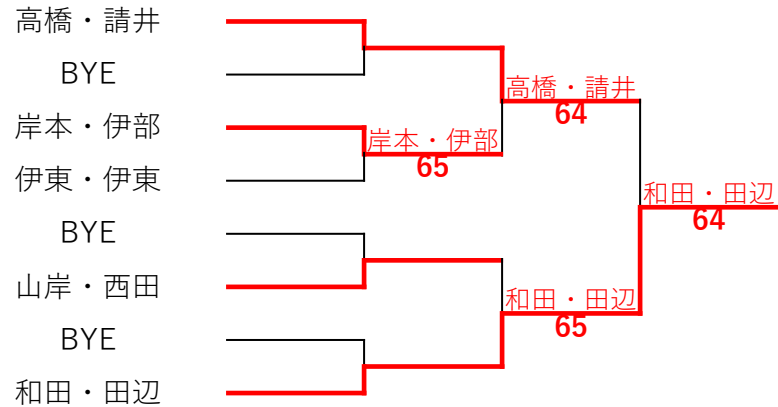 高橋・請井
BYE
高橋・請井
64
岸本・伊部
岸本・伊部
65
伊東・伊東
和田・田辺
64
BYE
山岸・西田
和田・田辺
65
BYE
和田・田辺